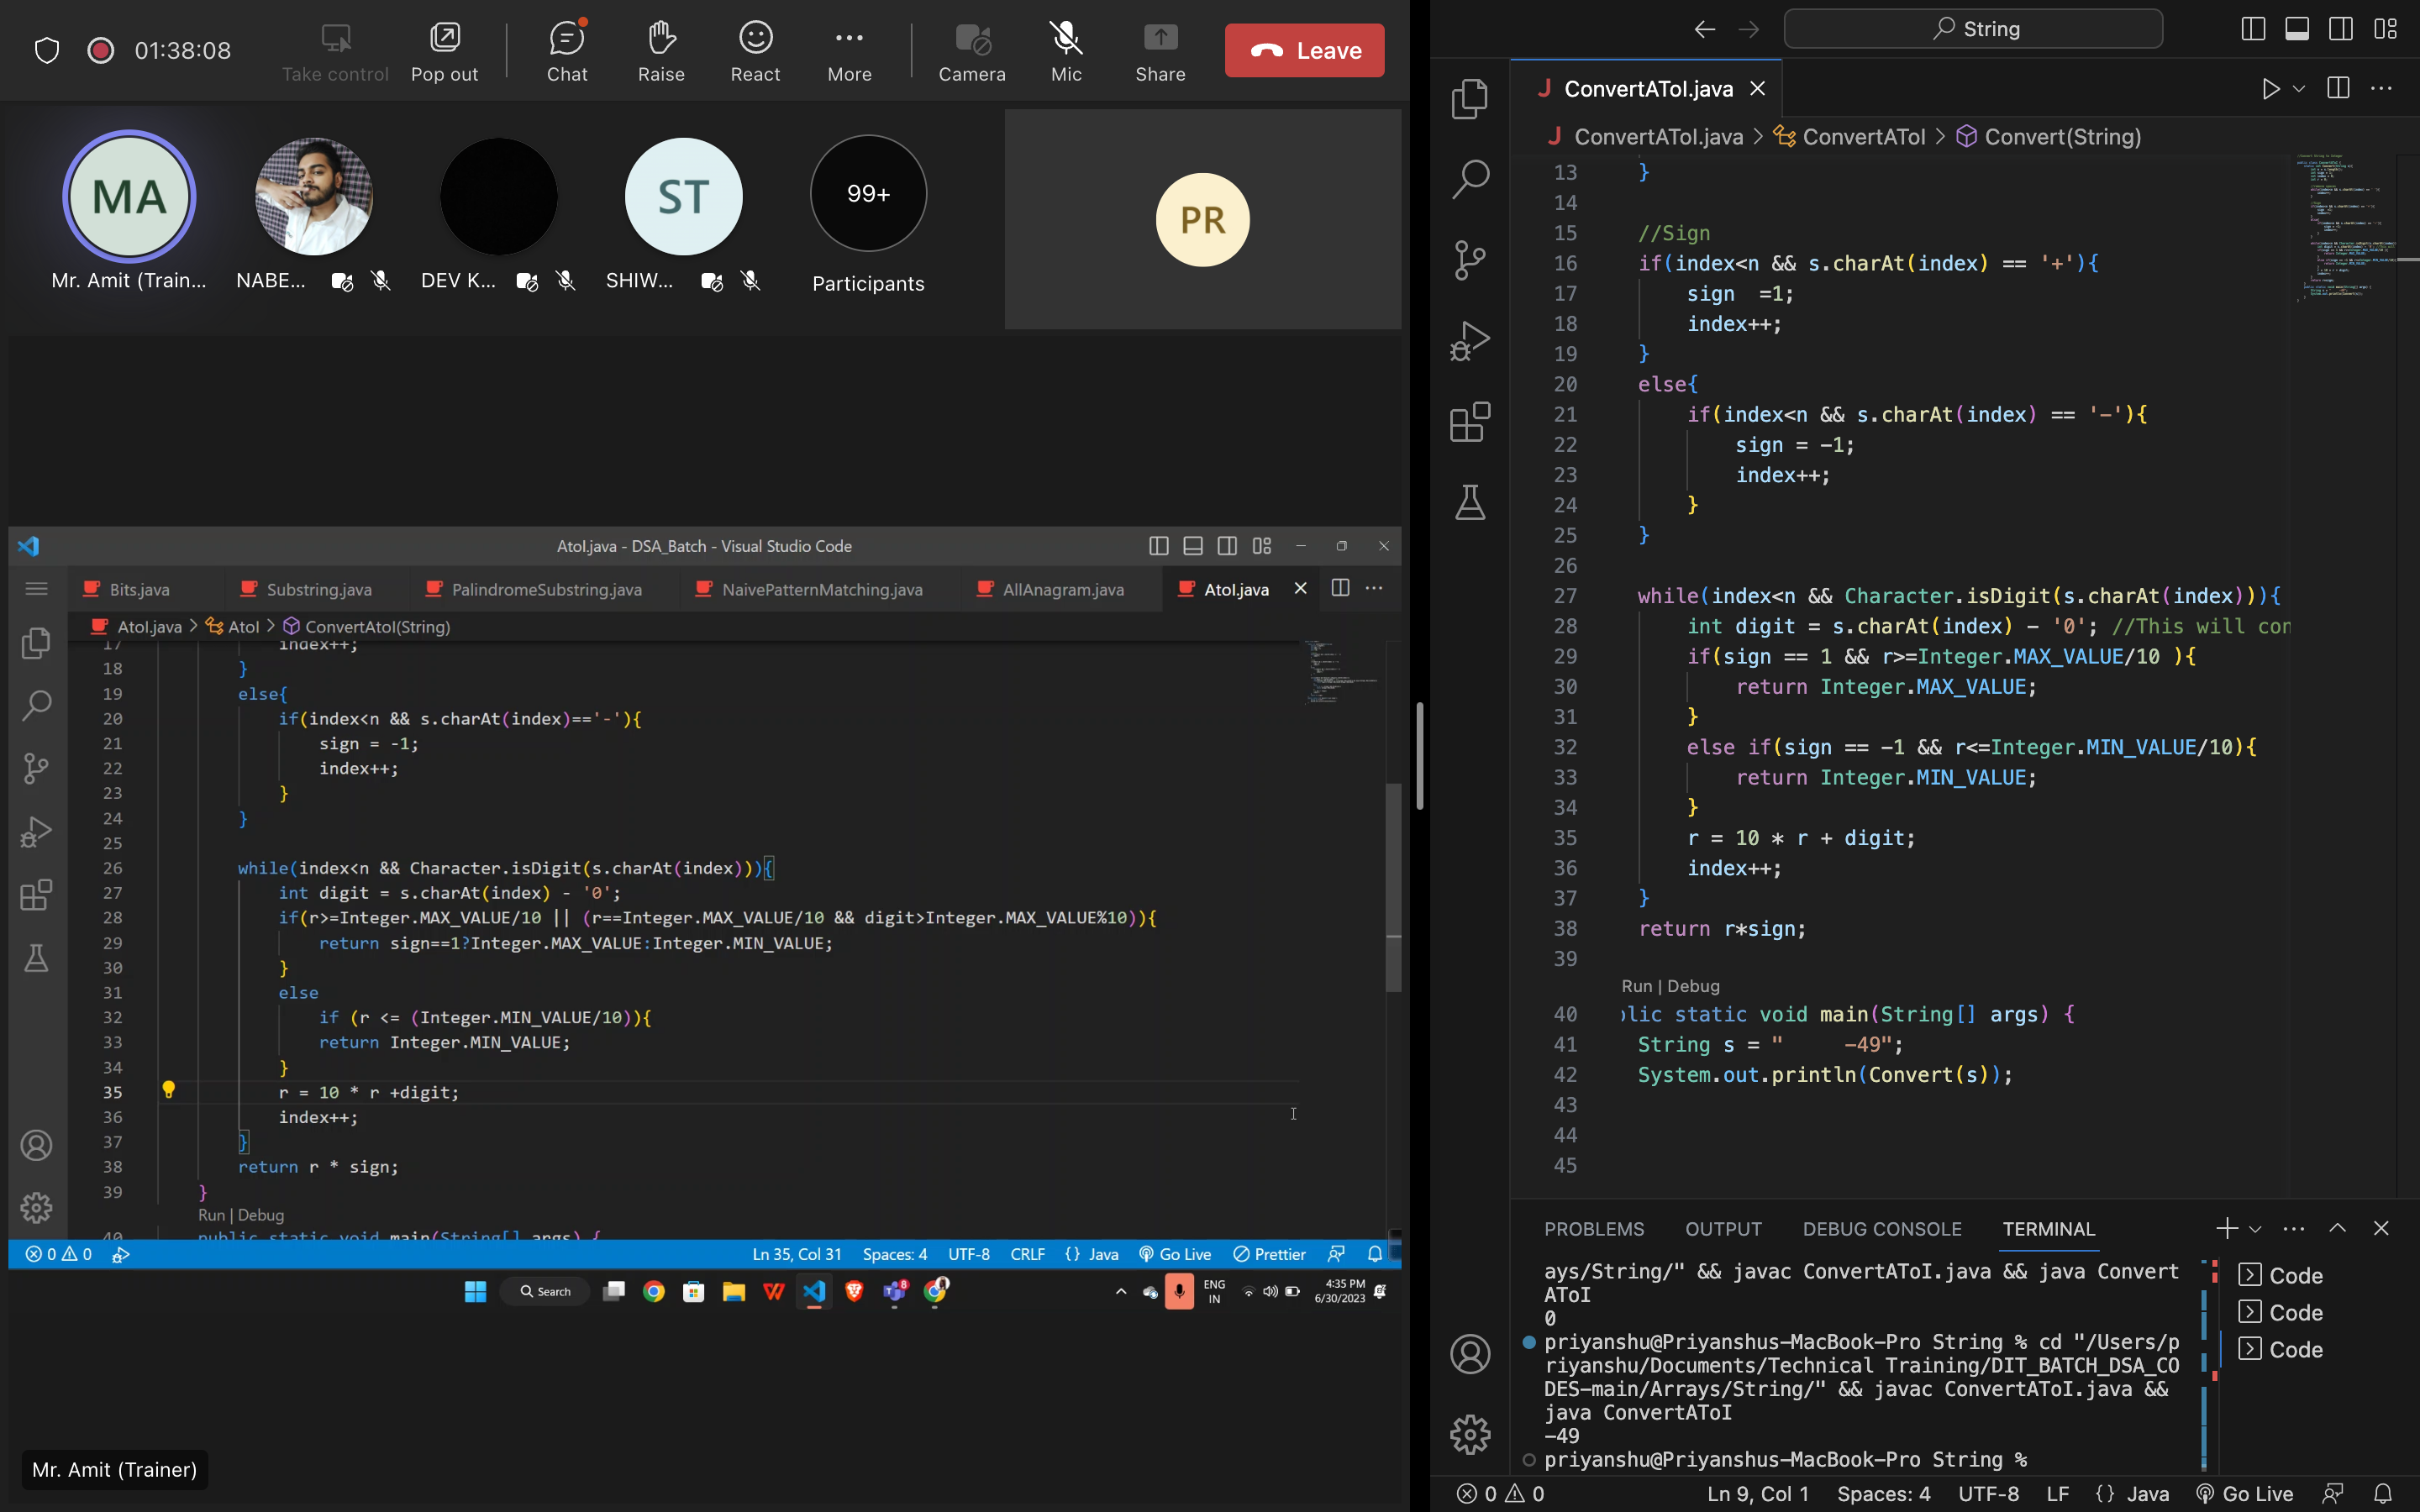 01:38:08
Take control
Pop out
Chat
Raise
React
More
Camera
Mic
Share
Leave
MA
ST
99+
PR
Mr. Amit (Train...
NABE...
DEV K...
SHIW...
Participants
AtoI.java - DSA_Batch - Visual Studio Code
Bits.java
Substring.java
PalindromeSubstring.java
NaivePatternMatching.java
AllAnagram.java
AtoI.java
AtoI.java > AtoI > ConvertAtoI(String)
17 index++;
18 }
19 else{
20 if(index<n && s.charAt(index)=='-'){
21 sign = -1;
22 index++;
23 }
24 }
25
26 while(index<n && Character.isDigit(s.charAt(index))){
27 int digit = s.charAt(index) - '0';
28 if(r>=Integer.MAX_VALUE/10 || (r==Integer.MAX_VALUE/10 && digit>Integer.MAX_VALUE%10)){
29 return sign==1?Integer.MAX_VALUE:Integer.MIN_VALUE;
30 }
31 else
32 if (r <= (Integer.MIN_VALUE/10)){
33 return Integer.MIN_VALUE;
34 }
35 r = 10 * r +digit;
36 index++;
37 }
38 return r * sign;
39 }
Run | Debug
40 public static void main(String[] args) {
0 0
Ln 35, Col 31
Spaces: 4
UTF-8
CRLF
{} Java
Go Live
Prettier
Search
8
ENG
IN
4:35 PM
6/30/2023
Mr. Amit (Trainer)
String
J ConvertAToI.java
J ConvertAToI.java > ConvertAToI > Convert(String)
13 }
14
15 //Sign
16 if(index<n && s.charAt(index) == '+'){
17 sign  =1;
18 index++;
19 }
20 else{
21 if(index<n && s.charAt(index) == '-'){
22 sign = -1;
23 index++;
24 }
25 }
26
27 while(index<n && Character.isDigit(s.charAt(index))){
28 int digit = s.charAt(index) - '0'; //This will con
29 if(sign == 1 && r>=Integer.MAX_VALUE/10 ){
30 return Integer.MAX_VALUE;
31 }
32 else if(sign == -1 && r<=Integer.MIN_VALUE/10){
33 return Integer.MIN_VALUE;
34 }
35 r = 10 * r + digit;
36 index++;
37 }
38 return r*sign;
39
Run | Debug
40 blic static void main(String[] args) {
41 String s = "     -49";
42 System.out.println(Convert(s));
43
44
45
PROBLEMS
OUTPUT
DEBUG CONSOLE
TERMINAL
ays/String/" && javac ConvertAToI.java && java Convert
AToI
0
priyanshu@Priyanshus-MacBook-Pro String % cd "/Users/p
riyanshu/Documents/Technical Training/DIT_BATCH_DSA_CO
DES-main/Arrays/String/" && javac ConvertAToI.java &&
java ConvertAToI
-49
priyanshu@Priyanshus-MacBook-Pro String %
Code
Code
Code
0 0
Ln 9, Col 1
Spaces: 4
UTF-8
LF
{} Java
Go Live